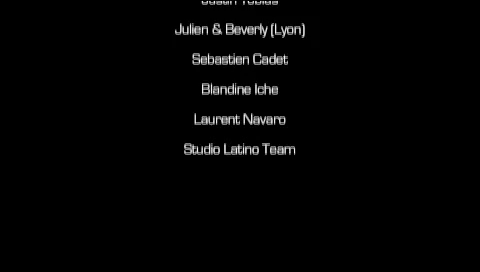 Julien & Beverly (Lyon)
Sebastien Cadet
Blandine Iche
Laurent Navaro
Studio Latino Team